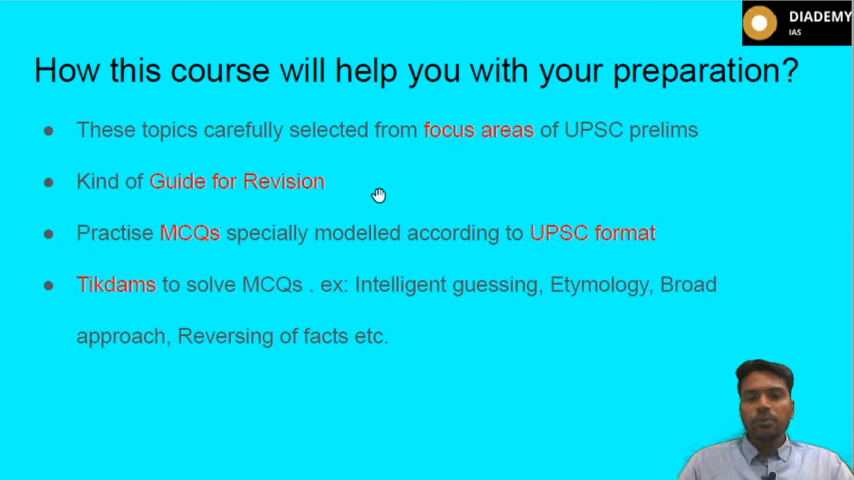 DIADEMY
IAS
How this course will help you with your preparation?
● These topics carefully selected from focus areas of UPSC prelims
● Kind of Guide for Revision
● Practise MCQs specially modelled according to UPSC format
● Tikdams to solve MCQs . ex: Intelligent guessing, Etymology, Broad
approach, Reversing of facts etc.